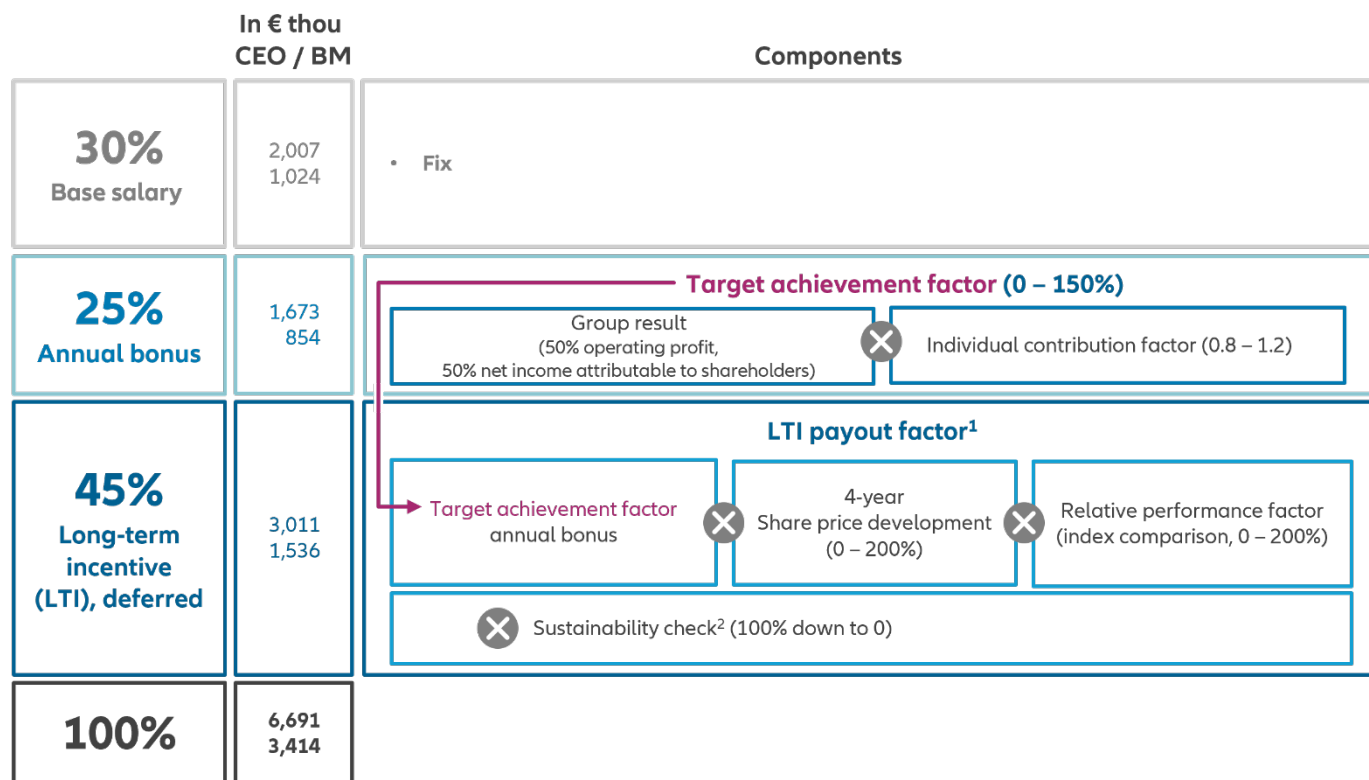 In € thou
CEO / BM
Components
30%
Base salary
2,007
1,024
• Fix
25%
Annual bonus
1,673
854
Target achievement factor (0 – 150%)
Group result
(50% operating profit,
50% net income attributable to shareholders)
Individual contribution factor (0.8 – 1.2)
45%
Long-term
incentive
(LTI), deferred
3,011
1,536
LTI payout factor¹
Target achievement factor
annual bonus
4-year
Share price development
(0 – 200%)
Relative performance factor
(index comparison, 0 – 200%)
Sustainability check² (100% down to 0)
100%
6,691
3,414